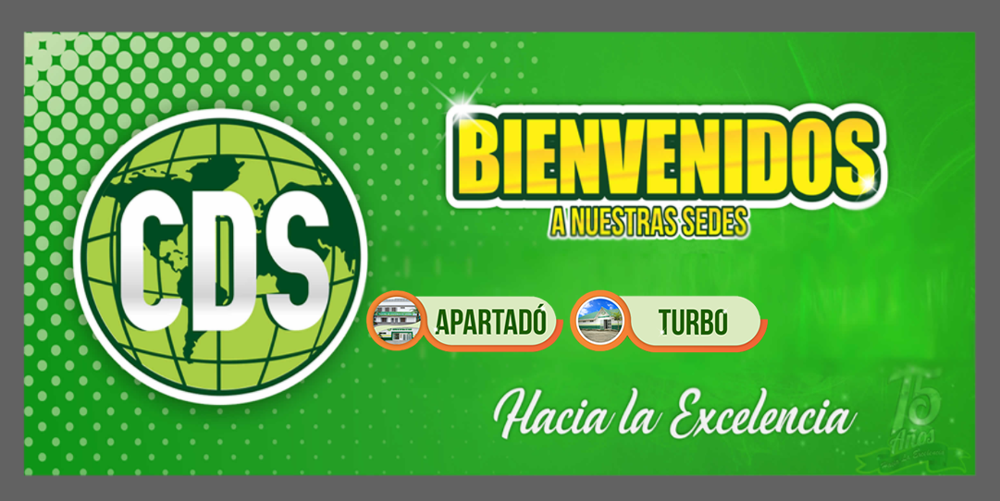 CDS
BIENVENIDOS
A NUESTRAS SEDES
APARTADÓ
TURBO
Hacia la Excelencia
15
Años